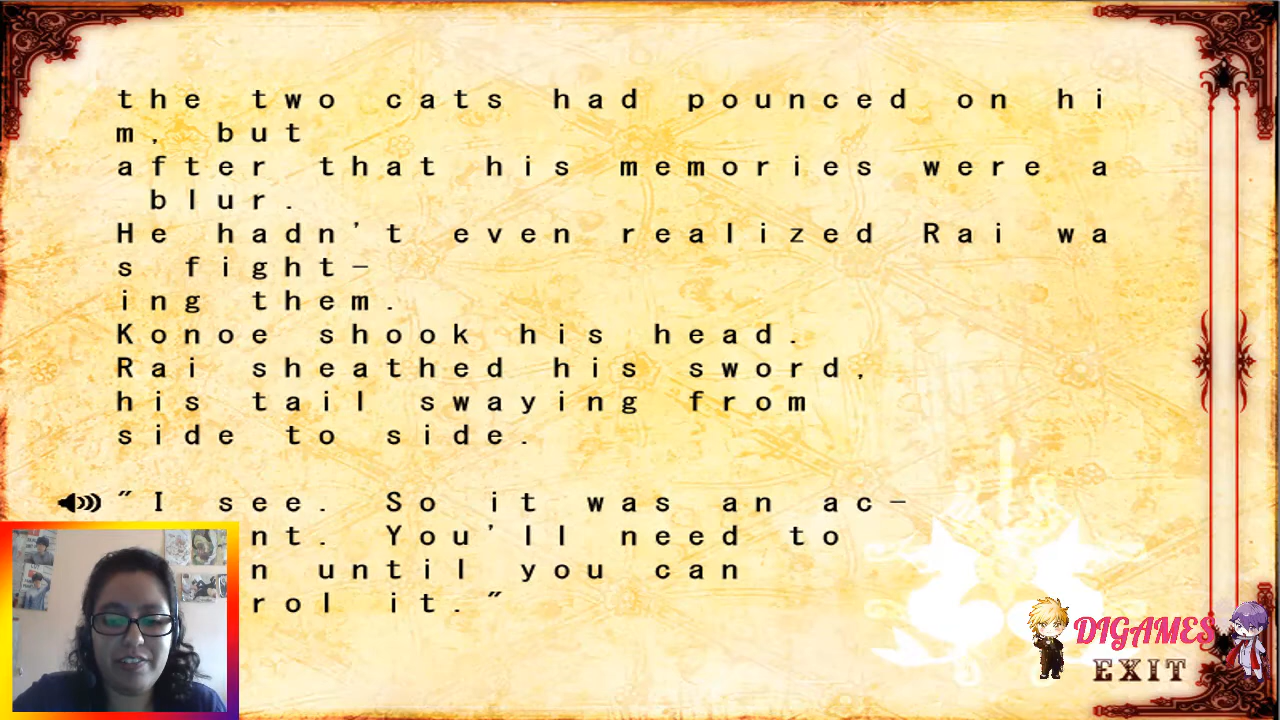 the two cats had pounced on hi
m, but
after that his memories were a
 blur.
He hadn't even realized Rai wa
s fight-
ing them.
Konoe shook his head.
Rai sheathed his sword,
his tail swaying from
side to side.
"I see. So it was an ac-
nt. You'll need to
n until you can
rol it."
DIGAMES
EXIT